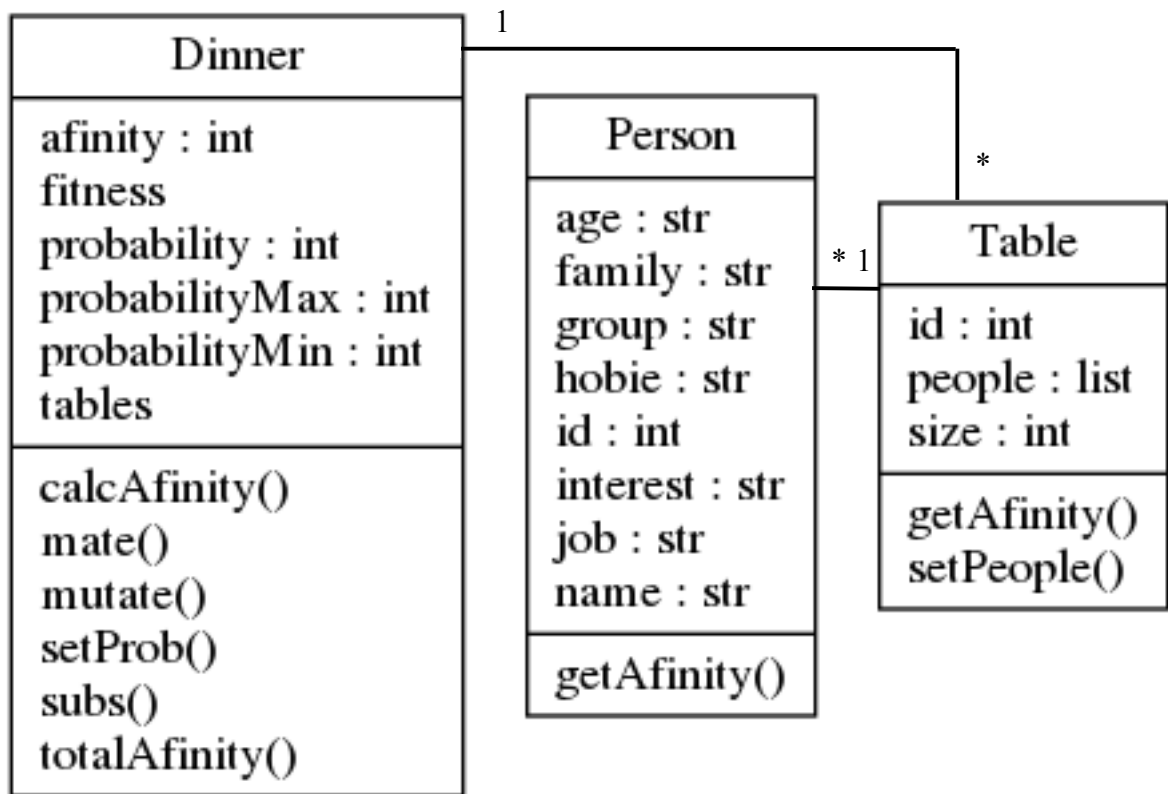 Dinner
afinity : int
fitness
probability : int
probabilityMax : int
probabilityMin : int
tables
calcAfinity()
mate()
mutate()
setProb()
subs()
totalAfinity()
1
*
Person
age : str
family : str
group : str
hobie : str
id : int
interest : str
job : str
name : str
getAfinity()
* 1
Table
id : int
people : list
size : int
getAfinity()
setPeople()